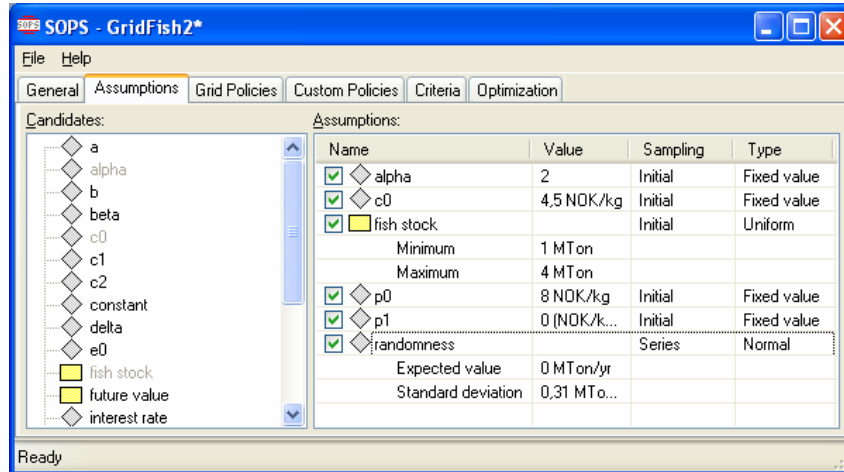 SOPS SOPS - GridFish2*
File Help
General Assumptions Grid Policies Custom Policies Criteria Optimization
Candidates:
a
alpha
b
beta
c0
c1
c2
constant
delta
e0
fish stock
future value
interest rate
Assumptions:
Name Value Sampling Type
alpha 2 Initial Fixed value
c0 4,5 NOK/kg Initial Fixed value
fish stock Initial Uniform
Minimum 1 MTon
Maximum 4 MTon
p0 8 NOK/kg Initial Fixed value
p1 0 (NOK/k... Initial Fixed value
randomness Series Normal
Expected value 0 MTon/yr
Standard deviation 0,31 MTo...
Ready